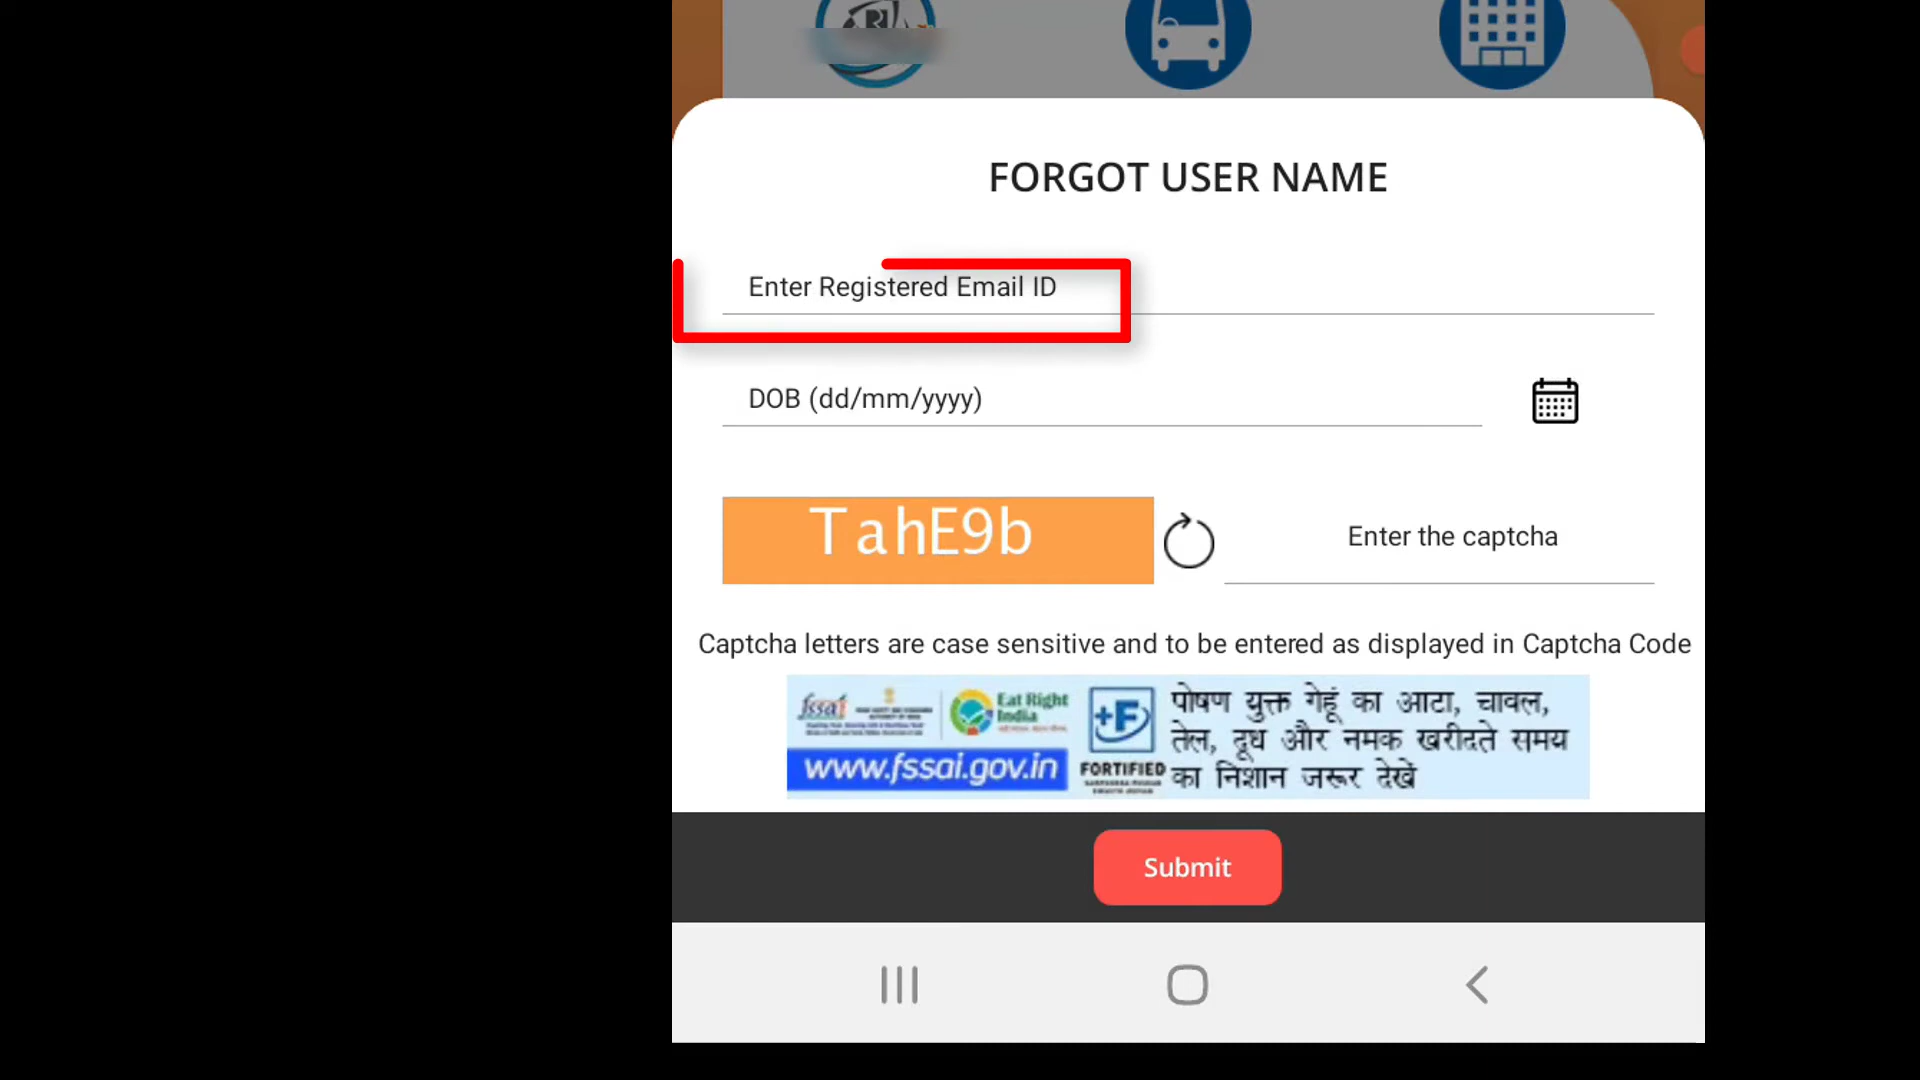 FORGOT USER NAME
Enter Registered Email ID
DOB (dd/mm/yyyy)
TahE9b
Enter the captcha
Captcha letters are case sensitive and to be entered as displayed in Captcha Code
fssai
Eat Right
India
www.fssai.gov.in
+F
FORTIFIED
पोषण युक्त गेहूं का आटा, चावल,
तेल, दूध और नमक खरीदते समय
का निशान जरूर देखें
Submit